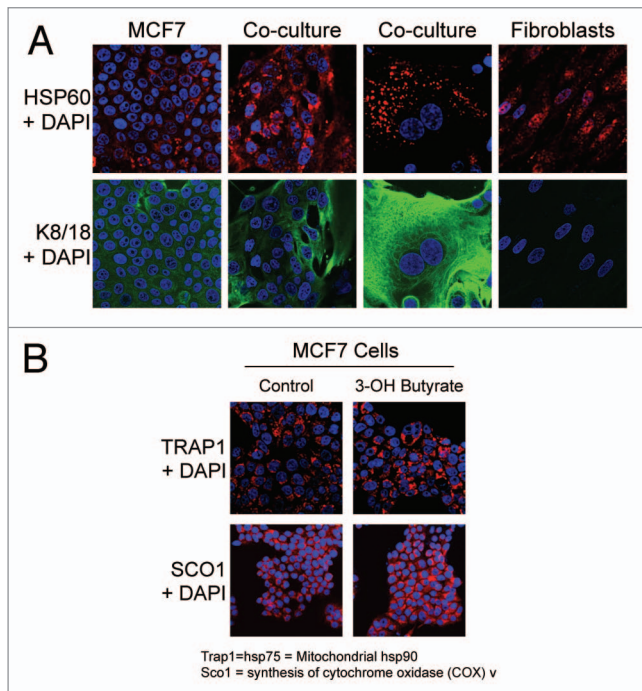 A
MCF7 Co-culture Co-culture Fibroblasts
HSP60
+ DAPI
K8/18
+ DAPI
B
MCF7 Cells
Control 3-OH Butyrate
TRAP1
+ DAPI
SCO1
+ DAPI
Trap1=hsp75 = Mitochondrial hsp90
Sco1 = synthesis of cytochrome oxidase (COX) v